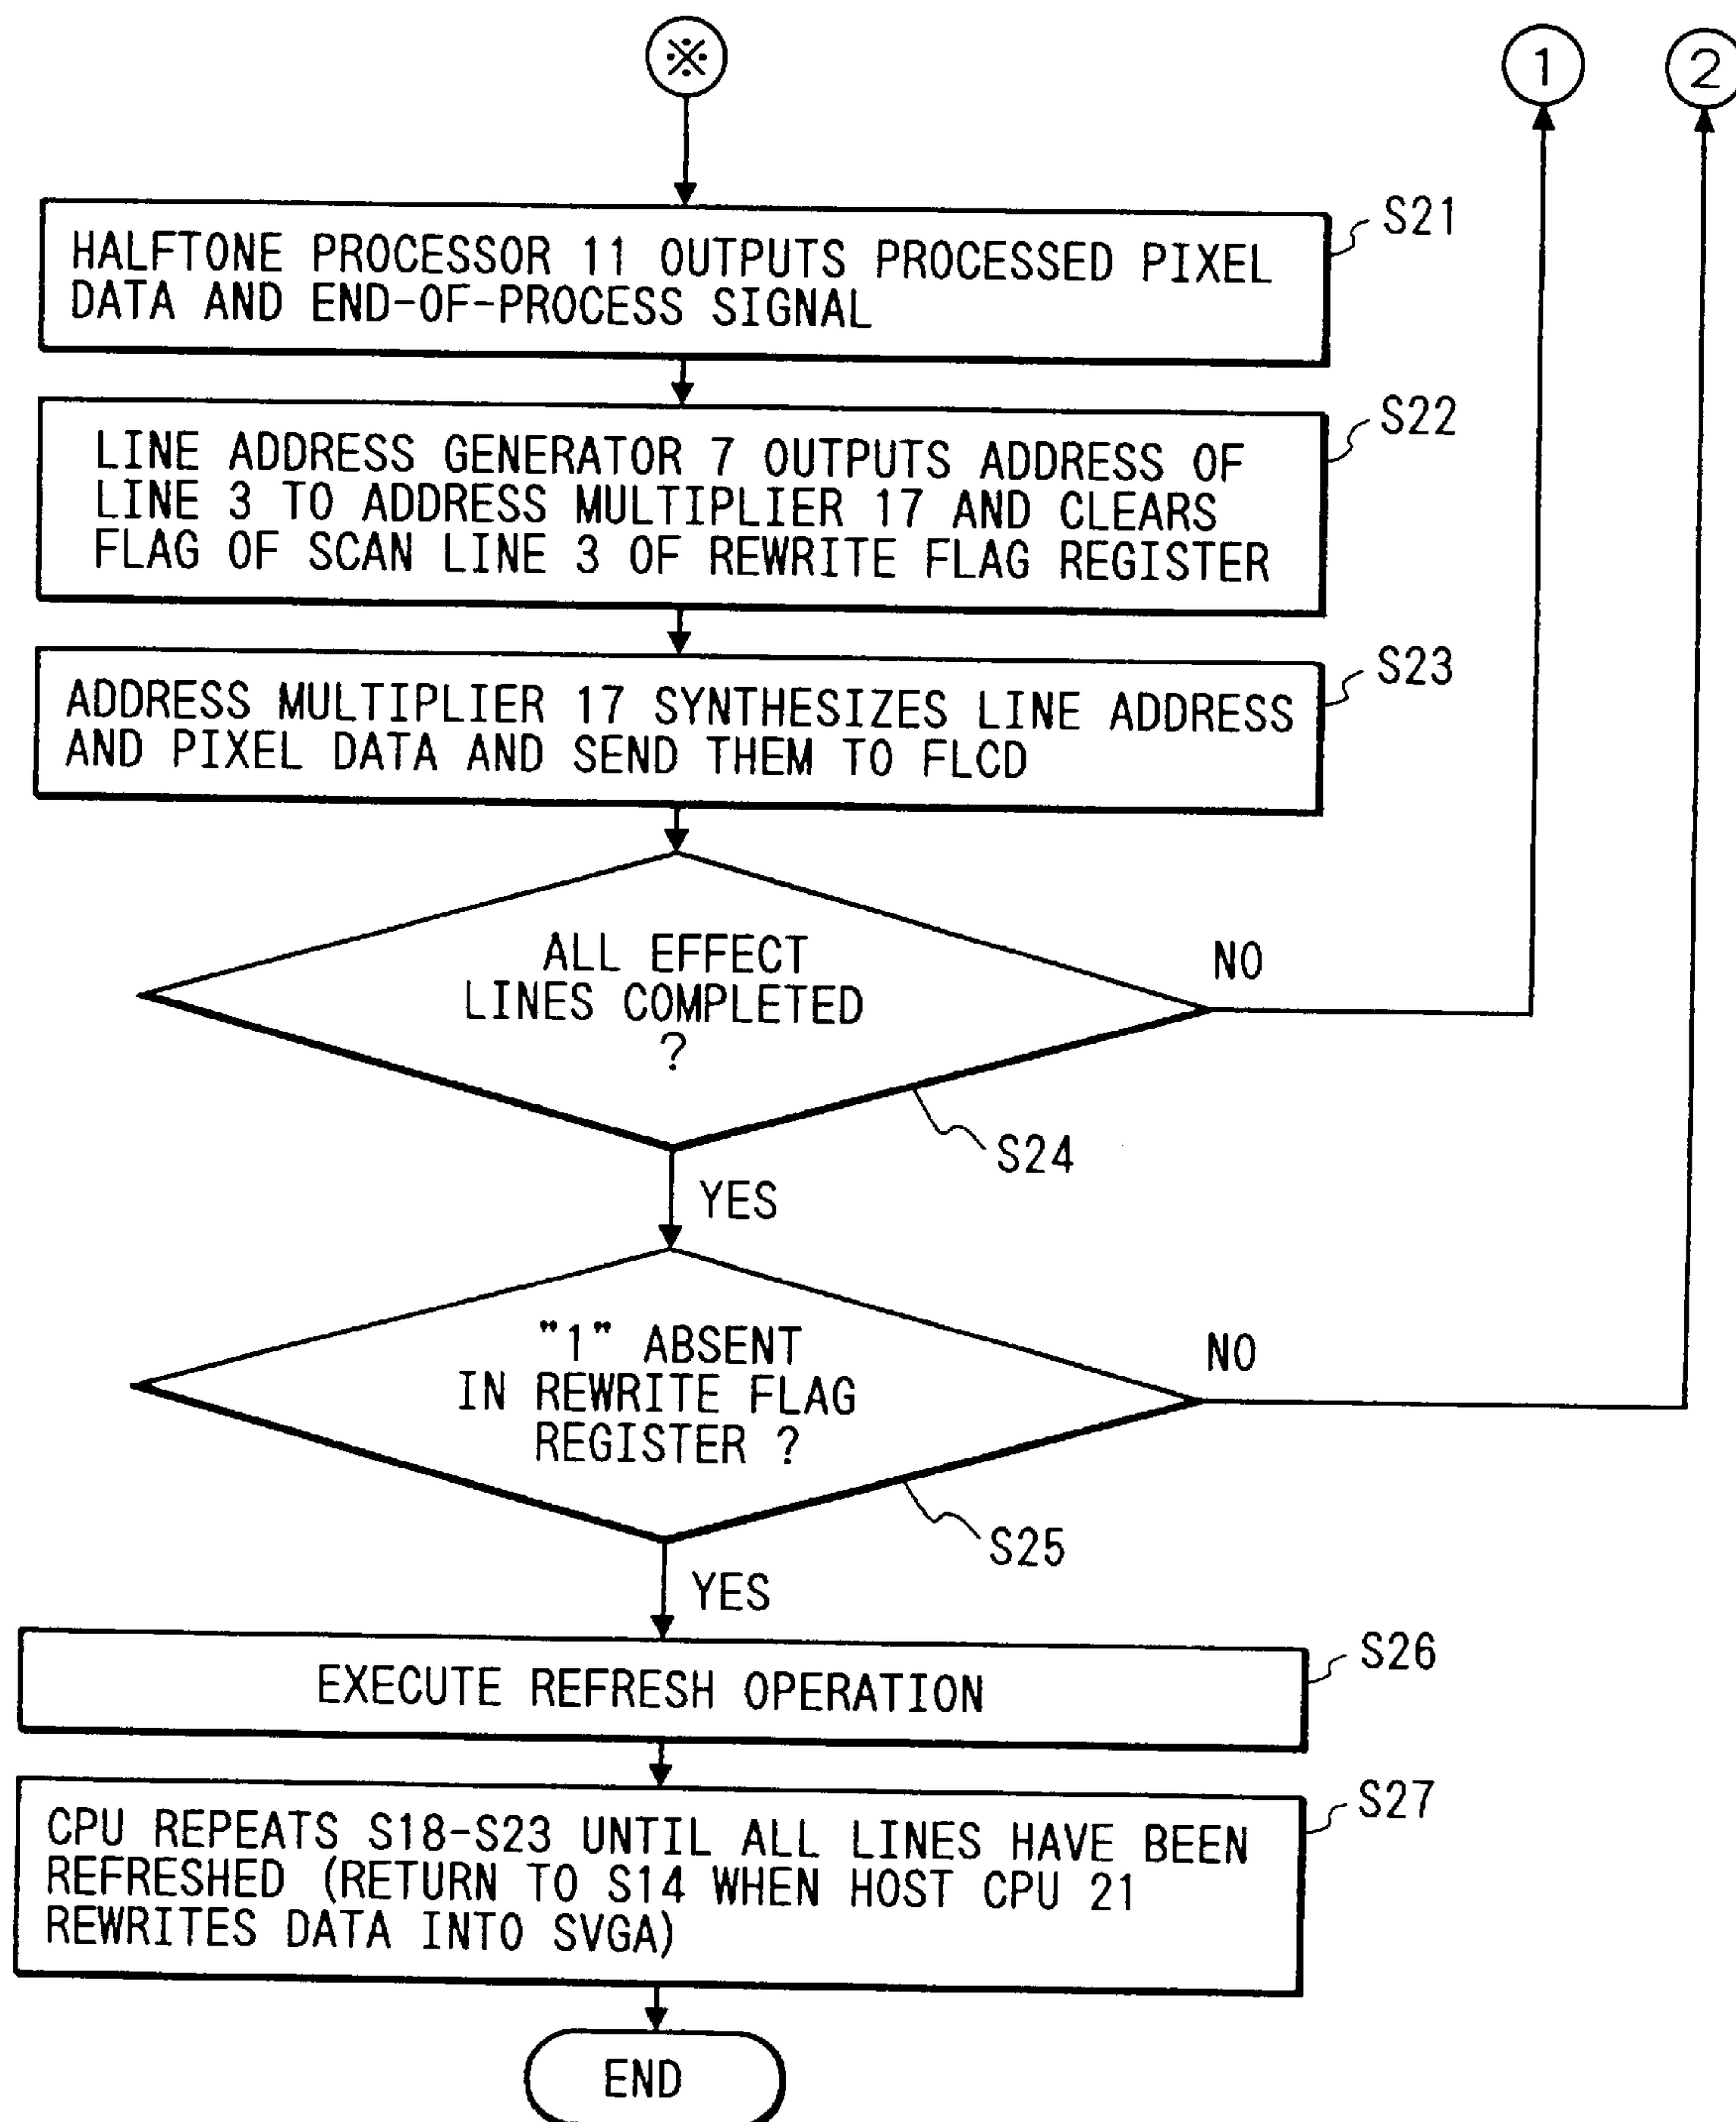 ※
1
2
S21
HALFTONE PROCESSOR 11 OUTPUTS PROCESSED PIXEL
DATA AND END-OF-PROCESS SIGNAL
S22
LINE ADDRESS GENERATOR 7 OUTPUTS ADDRESS OF
LINE 3 TO ADDRESS MULTIPLIER 17 AND CLEARS
FLAG OF SCAN LINE 3 OF REWRITE FLAG REGISTER
S23
ADDRESS MULTIPLIER 17 SYNTHESIZES LINE ADDRESS
AND PIXEL DATA AND SEND THEM TO FLCD
ALL EFFECT
LINES COMPLETED
?
NO
S24
YES
"1" ABSENT
IN REWRITE FLAG
REGISTER ?
NO
S25
YES
S26
EXECUTE REFRESH OPERATION
S27
CPU REPEATS S18-S23 UNTIL ALL LINES HAVE BEEN
REFRESHED (RETURN TO S14 WHEN HOST CPU 21
REWRITES DATA INTO SVGA)
END